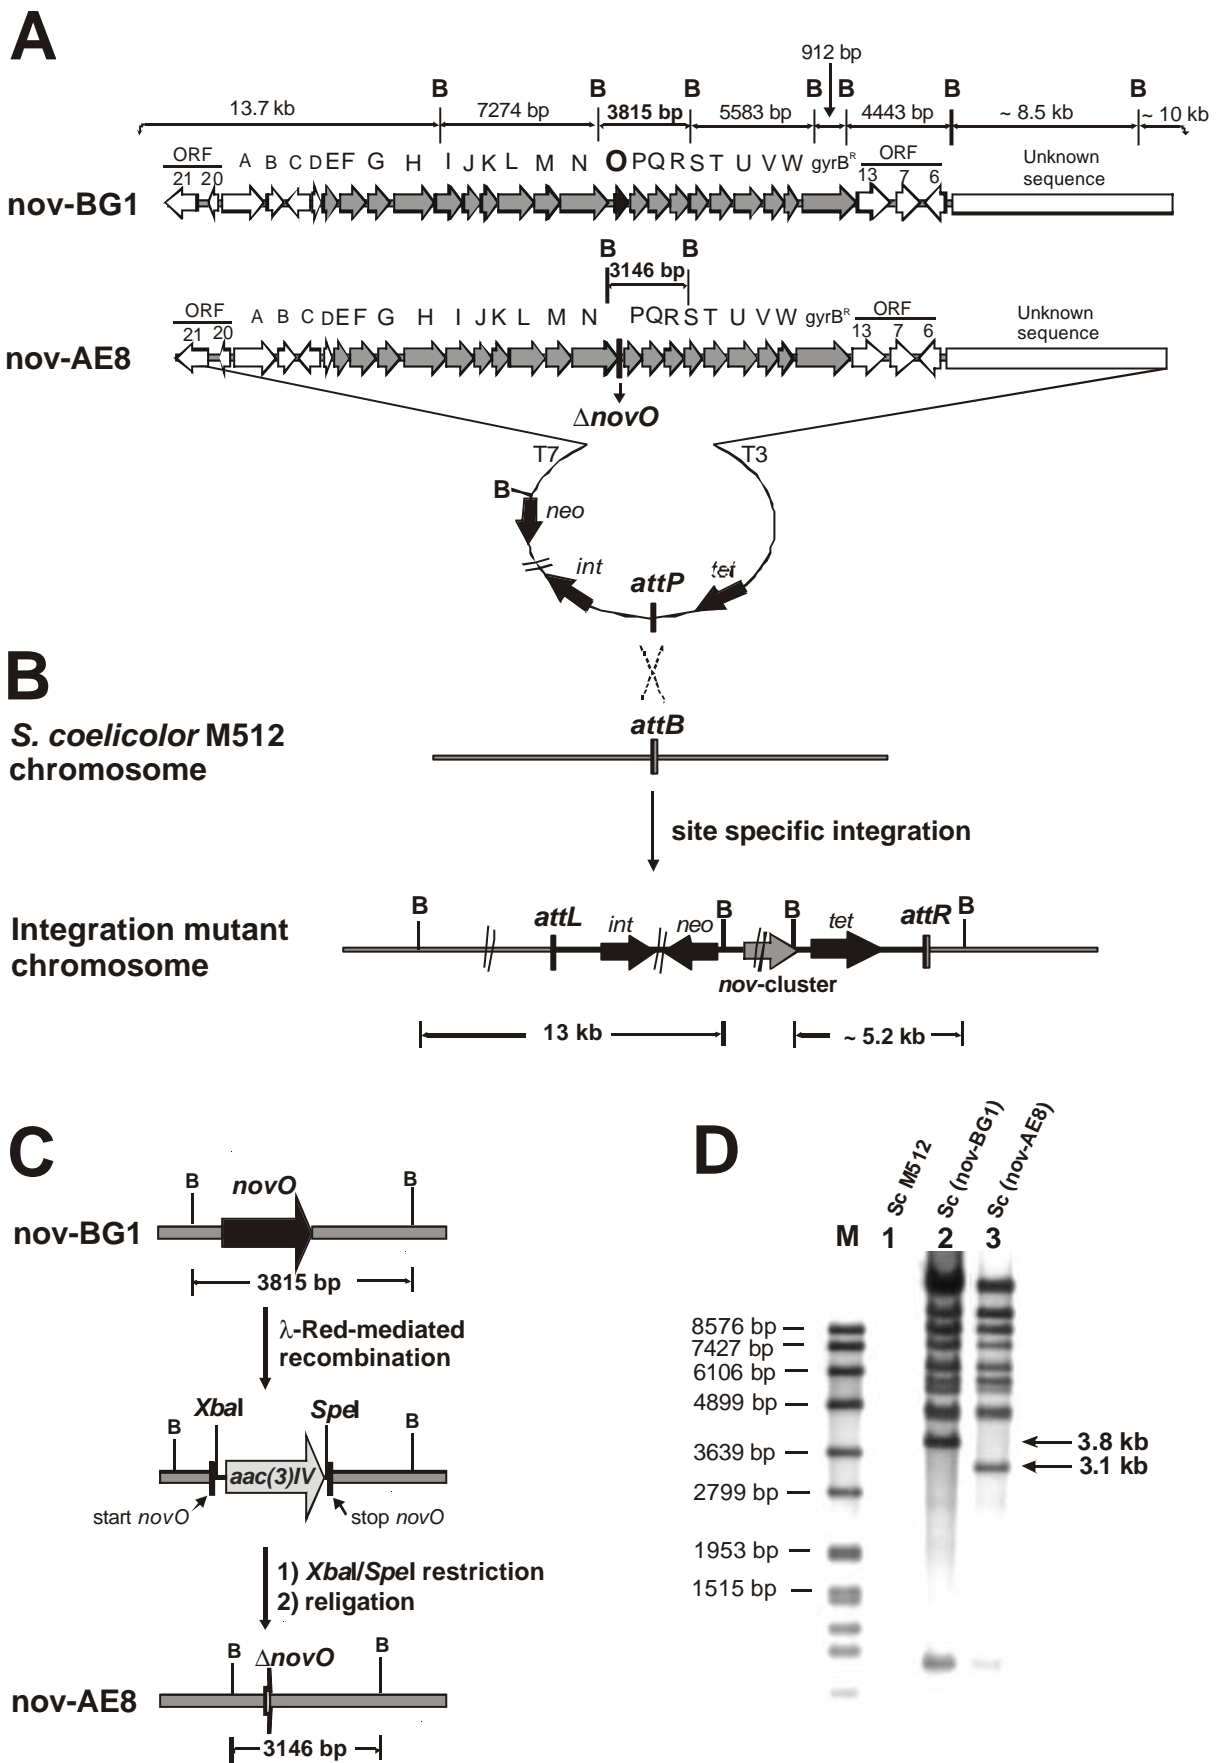 A
912 bp
B B B B B B B
13.7 kb 7274 bp 3815 bp 5583 bp 4443 bp ~ 8.5 kb ~ 10 kb
ORF A B C D E F G H I J K L M N O P Q R S T U V W gyrB^R ORF Unknown
21 20 13 7 6 sequence
nov-BG1
B B
3146 bp
ORF A B C D E F G H I J K L M N P Q R S T U V W gyrB^R ORF Unknown
21 20 13 7 6 sequence
nov-AE8
ΔnovO
T7 T3
B
neo
int attP tet
B
S. coelicolor M512 attB
chromosome
site specific integration
B attL int neo B B tet attR B
Integration mutant
chromosome
nov-cluster
13 kb ~ 5.2 kb
C
B novO B
nov-BG1
3815 bp
λ-Red-mediated
recombination
XbaI SpeI
B B
aac(3)IV
start novO stop novO
1) XbaI/SpeI restriction
2) religation
B ΔnovO B
nov-AE8
3146 bp
D
Sc M512 Sc (nov-BG1) Sc (nov-AE8)
M 1 2 3
8576 bp
7427 bp
6106 bp
4899 bp
3.8 kb
3639 bp
3.1 kb
2799 bp
1953 bp
1515 bp